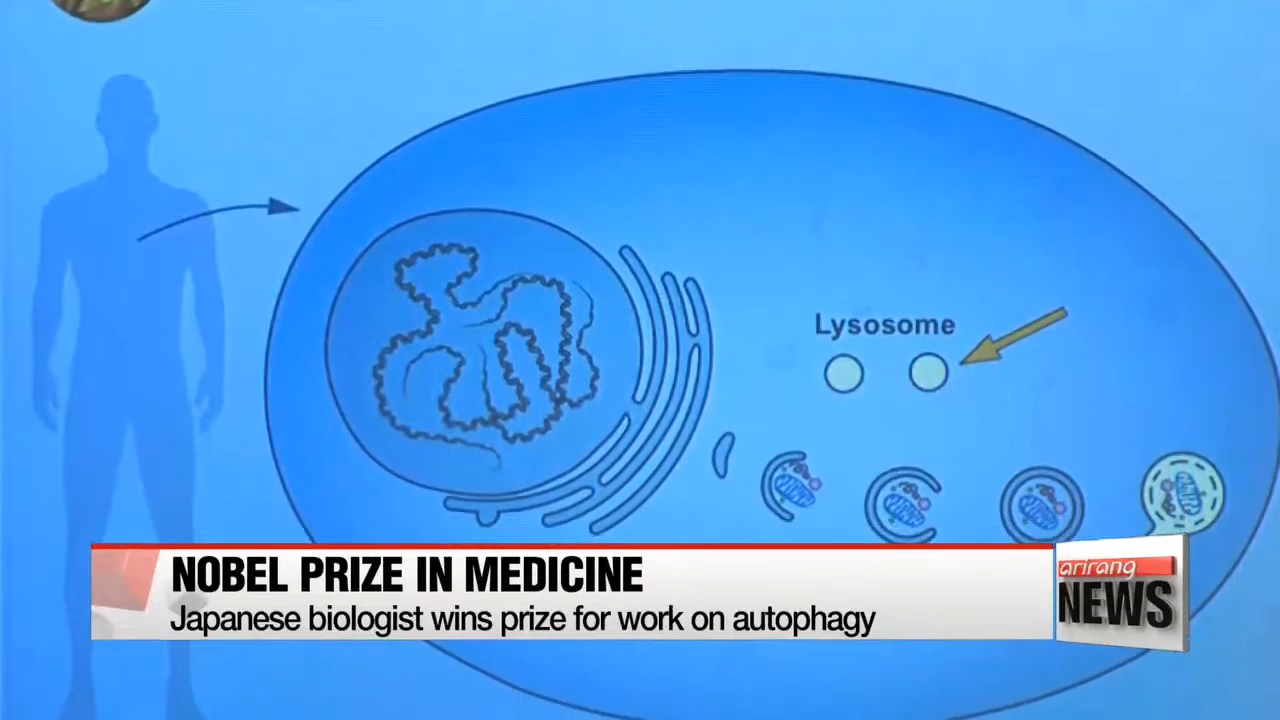 Lysosome
NOBEL PRIZE IN MEDICINE
Japanese biologist wins prize for work on autophagy
arirang
NEWS